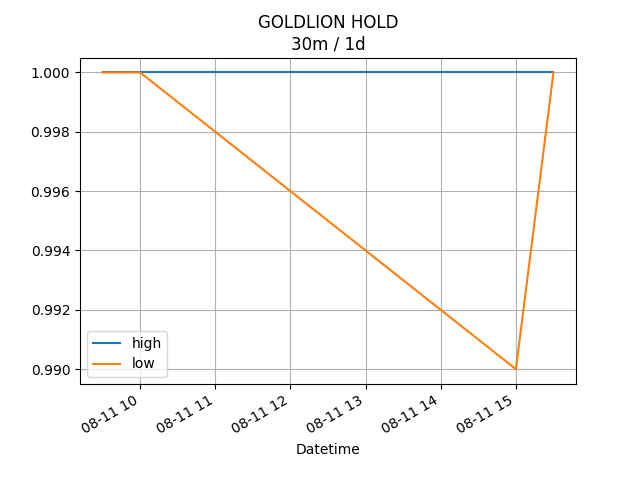 GOLDLION HOLD
30m / 1d
1.000
0.998
0.996
0.994
0.992
0.990
high
low
08-11 10
08-11 11
08-11 12
08-11 13
08-11 14
08-11 15
Datetime